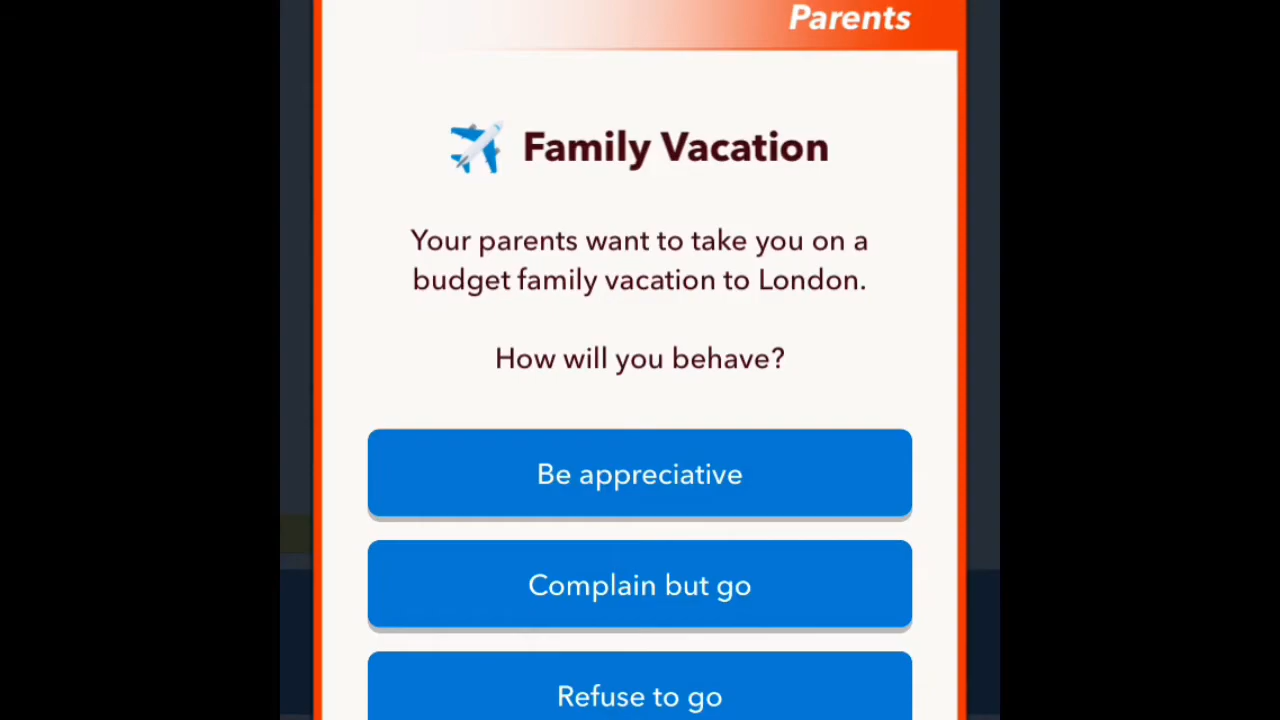 Parents
Family Vacation
Your parents want to take you on a
budget family vacation to London.
How will you behave?
Be appreciative
Complain but go
Refuse to go